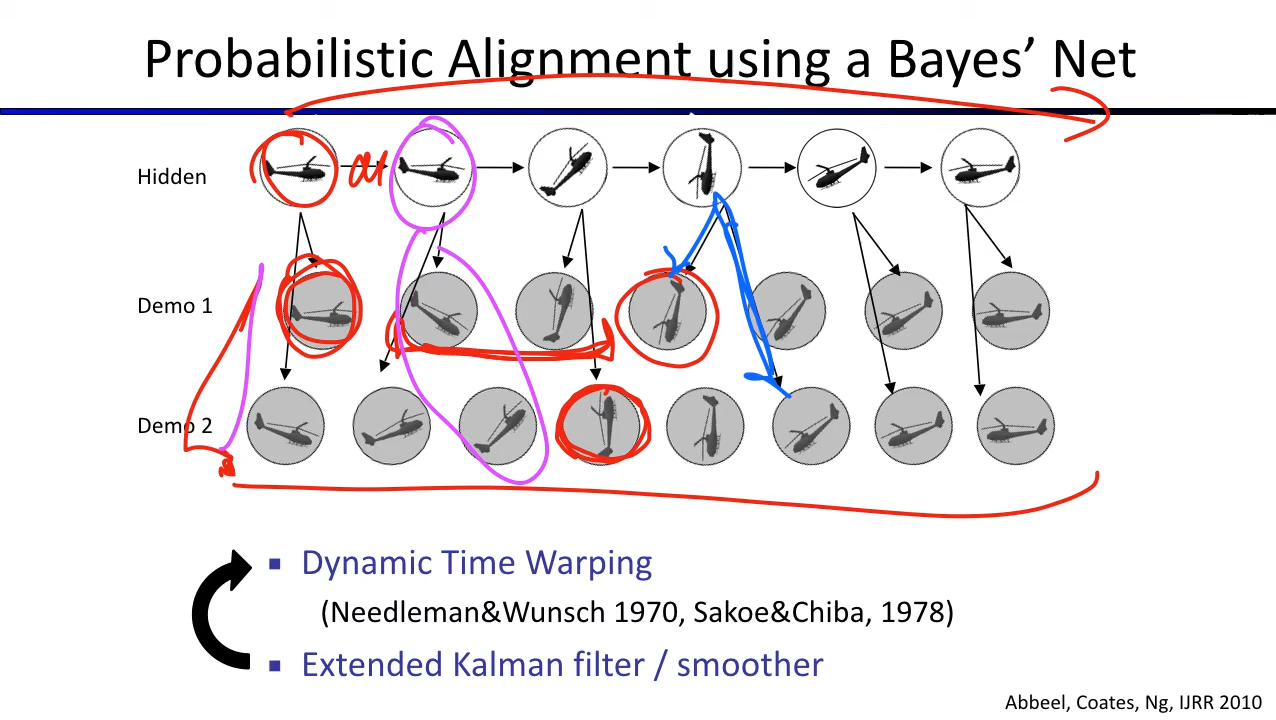 Probabilistic Alignment using a Bayes’ Net
Hidden
Demo 1
Demo 2
▪ Dynamic Time Warping
(Needleman&Wunsch 1970, Sakoe&Chiba, 1978)
▪ Extended Kalman filter / smoother
Abbeel, Coates, Ng, IJRR 2010